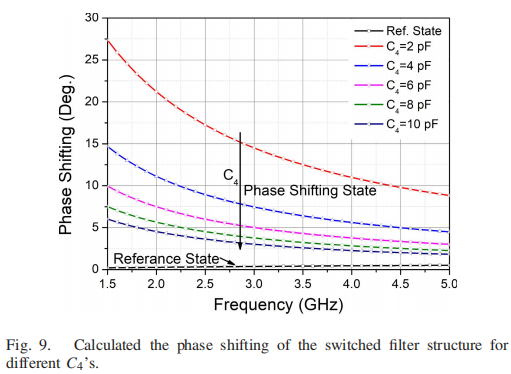 30
25
20
15
10
5
0
Phase Shifting (Deg.)
Ref. State
C4=2 pF
C4=4 pF
C4=6 pF
C4=8 pF
C4=10 pF
C4
Phase Shifting State
Referance State
1.5 2.0 2.5 3.0 3.5 4.0 4.5 5.0
Frequency (GHz)
Fig. 9. Calculated the phase shifting of the switched filter structure for
different C4's.